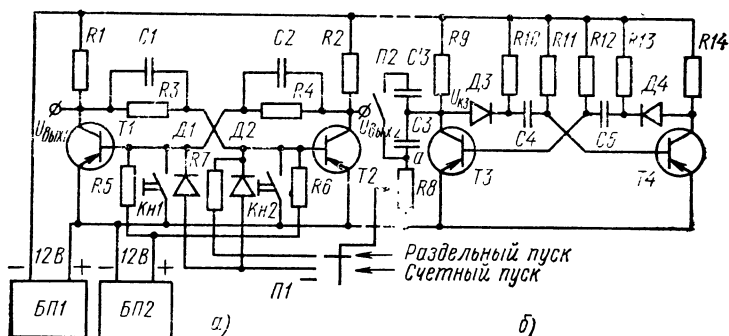 R1 C1 C2 R2 П2 C'3 R9 R10 R11 R12 R13 R14
R3 R4 Д3 Д4
Uвых1 T1 Д1 Д2 Uвых2 C3 Uк3 C4 C5
R7 a
R5 Кн1 Кн2 R6 T2 R8 T3 T4
− 12В + − 12В +
Раздельный пуск
Счетный пуск
П1 −
БП1 БП2 а) б)